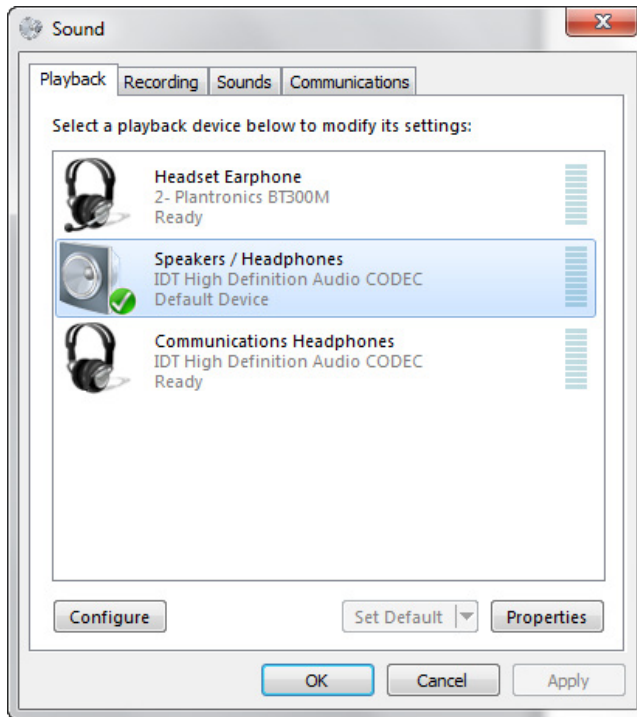 Sound
Playback Recording Sounds Communications
Select a playback device below to modify its settings:
Headset Earphone
2- Plantronics BT300M
Ready
Speakers / Headphones
IDT High Definition Audio CODEC
Default Device
Communications Headphones
IDT High Definition Audio CODEC
Ready
Configure Set Default Properties
OK Cancel Apply